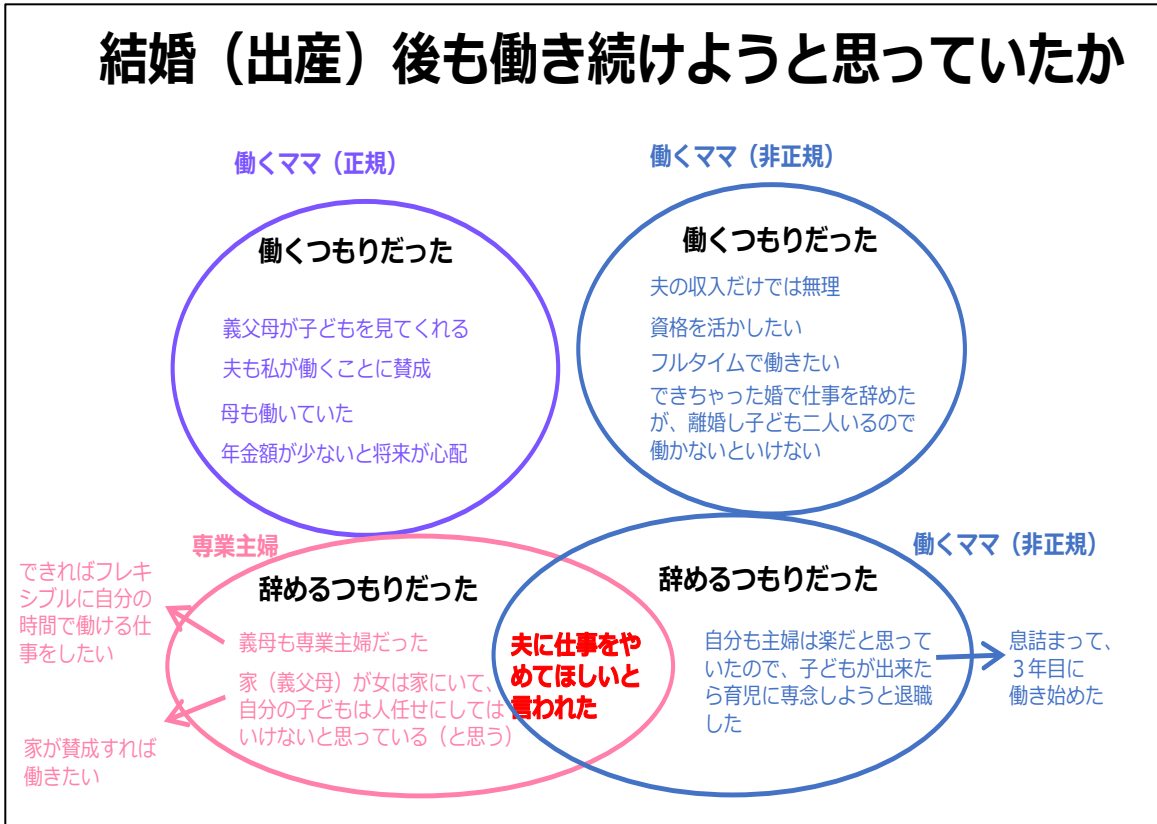 結婚（出産）後も働き続けようと思っていたか
働くママ（正規）
働くつもりだった
義父母が子どもを見てくれる
夫も私が働くことに賛成
母も働いていた
年金額が少ないと将来が心配
働くママ（非正規）
働くつもりだった
夫の収入だけでは無理
資格を活かしたい
フルタイムで働きたい
できちゃった婚で仕事を辞めた
が、離婚し子ども二人いるので
働かないといけない
専業主婦
辞めるつもりだった
義母も専業主婦だった
家（義父母）が女は家にいて、
自分の子どもは人任せにしては
いけないと思っている（と思う）
できればフレキ
シブルに自分の
時間で働ける仕
事をしたい
家が賛成すれば
働きたい
夫に仕事をや
めてほしいと
言われた
働くママ（非正規）
辞めるつもりだった
自分も主婦は楽だと思って
いたので、子どもが出来た
ら育児に専念しようと退職
した
息詰まって、
３年目に
働き始めた